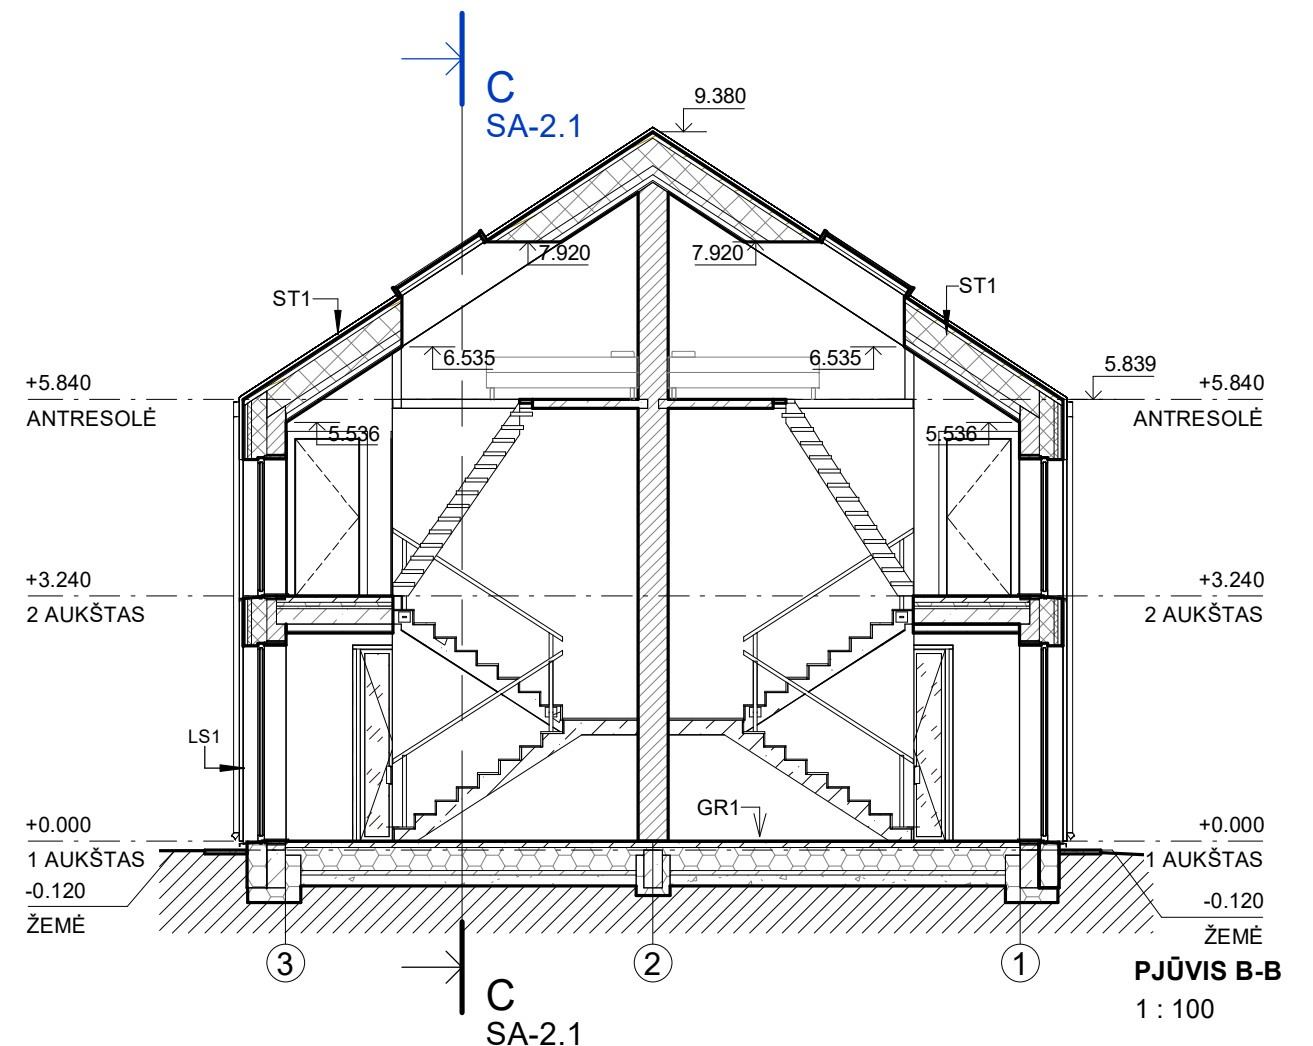 C
SA-2.1
9.380
7.920
7.920
ST1
ST1
6.535
6.535
5.839
+5.840
ANTRESOLĖ
+5.840
ANTRESOLĖ
5.536
5.536
+3.240
2 AUKŠTAS
+3.240
2 AUKŠTAS
LS1
GR1
+0.000
1 AUKŠTAS
+0.000
1 AUKŠTAS
-0.120
ŽEMĖ
-0.120
ŽEMĖ
3
2
1
C
SA-2.1
PJŪVIS B-B
1 : 100